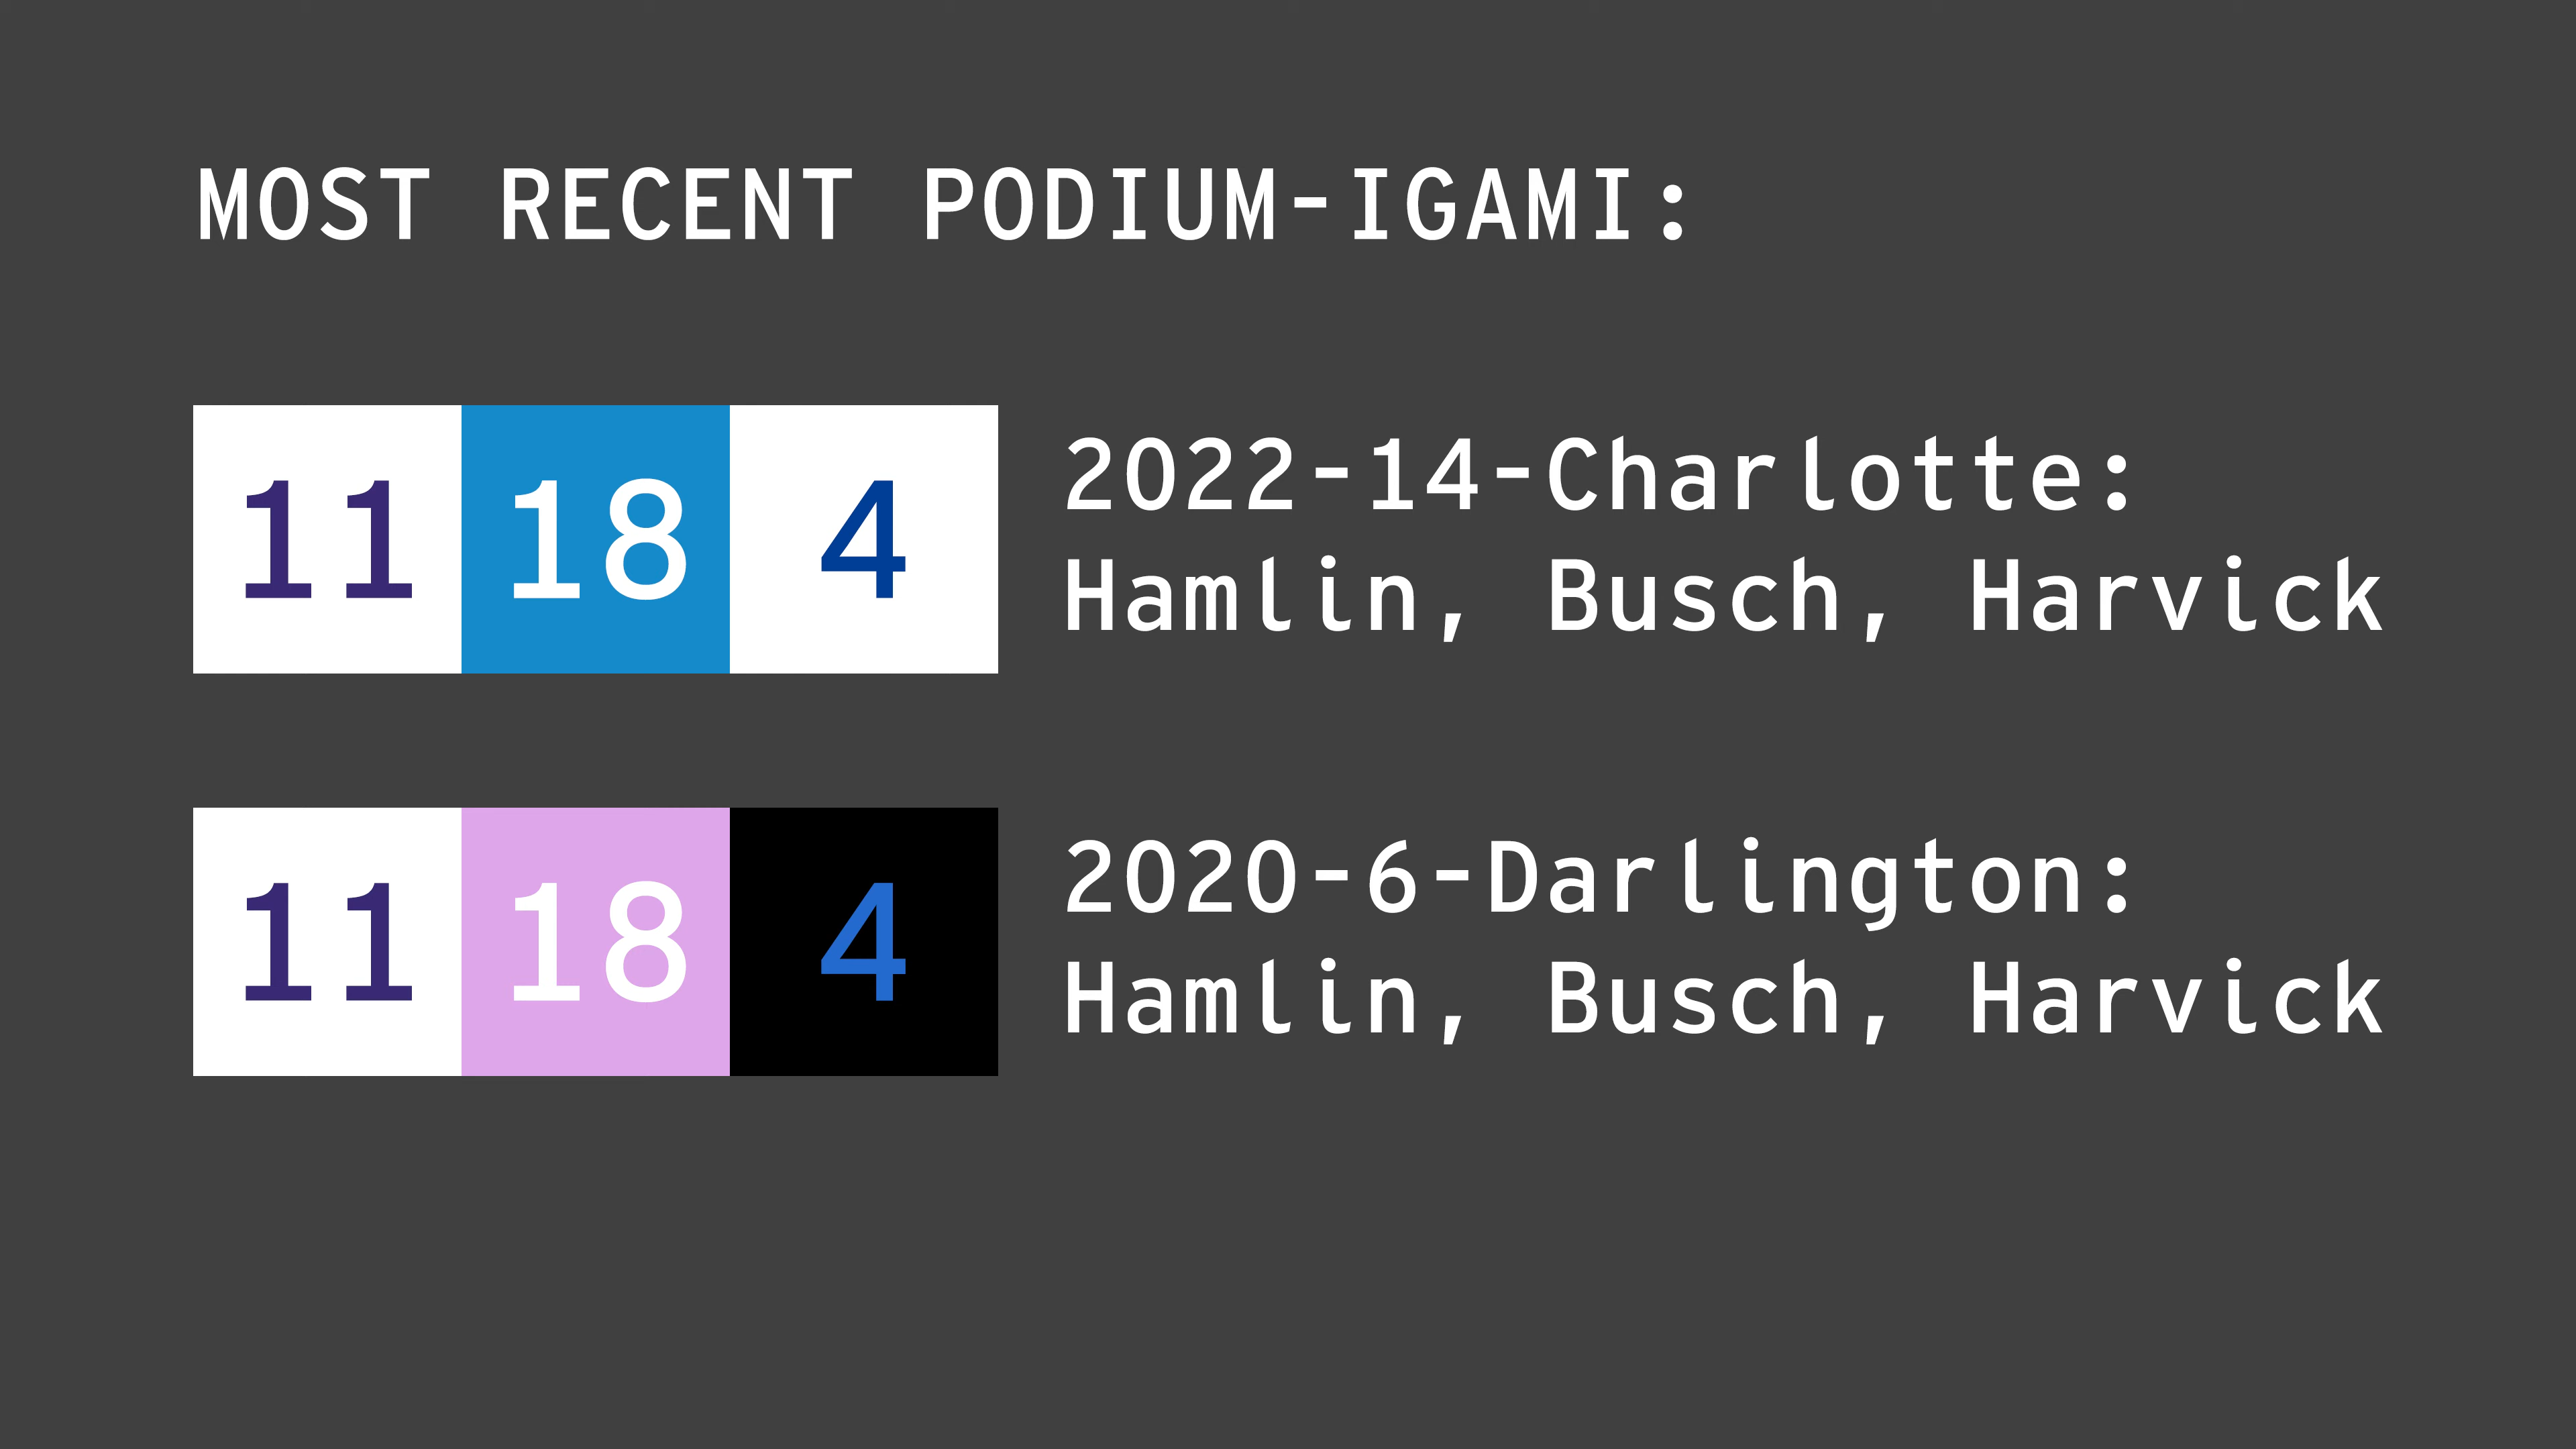 MOST RECENT PODIUM-IGAMI:
11 18 4
2022-14-Charlotte:
Hamlin, Busch, Harvick
11 18 4
2020-6-Darlington:
Hamlin, Busch, Harvick